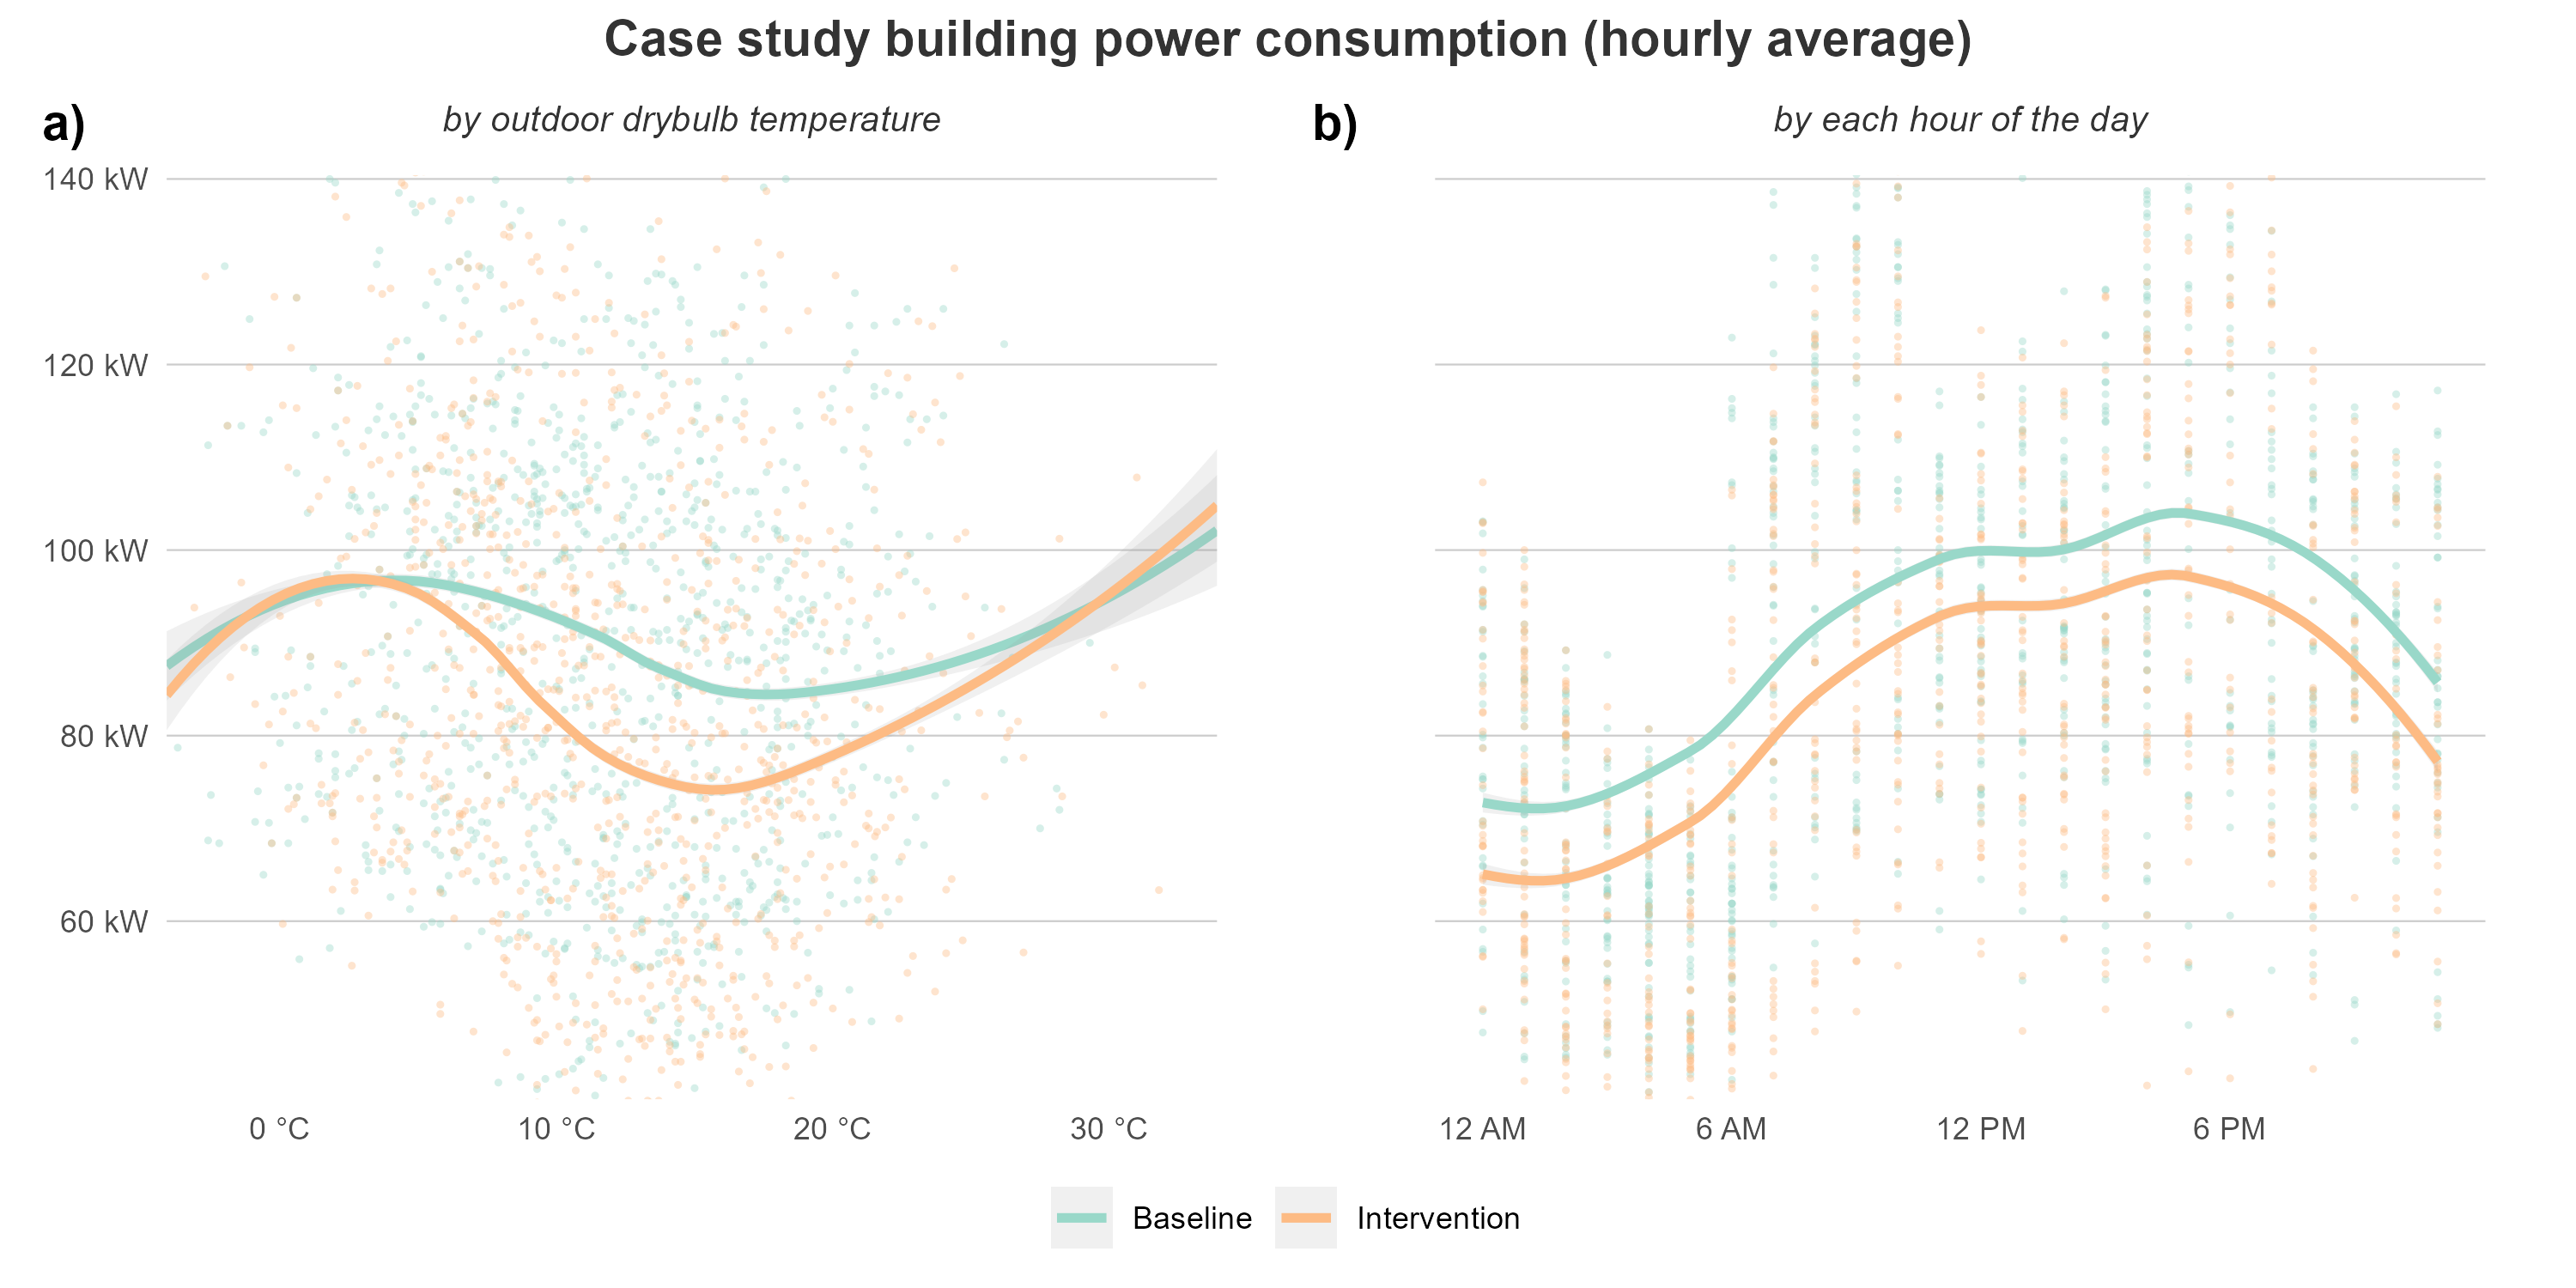 Case study building power consumption (hourly average)
a)
by outdoor drybulb temperature
140 kW
120 kW
100 kW
80 kW
60 kW
0 °C 10 °C 20 °C 30 °C
b)
by each hour of the day
12 AM 6 AM 12 PM 6 PM
Baseline Intervention